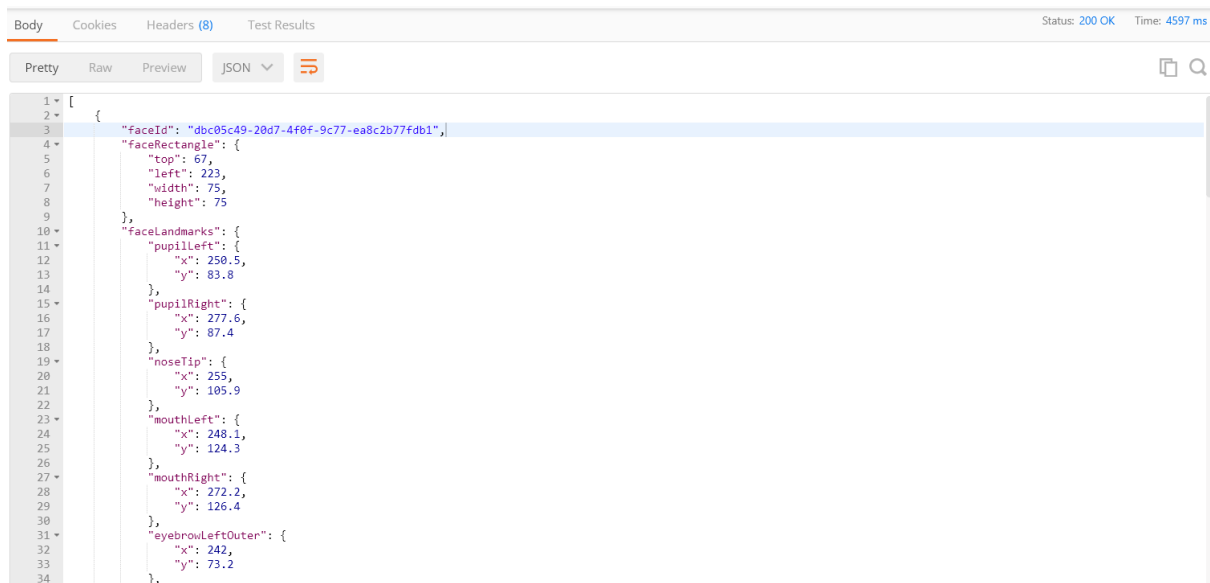 Body Cookies Headers (8) Test Results Status: 200 OK Time: 4597 ms
Pretty Raw Preview JSON
1 [
2 {
3 "faceId": "dbc05c49-20d7-4f0f-9c77-ea8c2b77fdb1",
4 "faceRectangle": {
5 "top": 67,
6 "left": 223,
7 "width": 75,
8 "height": 75
9 },
10 "faceLandmarks": {
11 "pupilLeft": {
12 "x": 250.5,
13 "y": 83.8
14 },
15 "pupilRight": {
16 "x": 277.6,
17 "y": 87.4
18 },
19 "noseTip": {
20 "x": 255,
21 "y": 105.9
22 },
23 "mouthLeft": {
24 "x": 248.1,
25 "y": 124.3
26 },
27 "mouthRight": {
28 "x": 272.2,
29 "y": 126.4
30 },
31 "eyebrowLeftOuter": {
32 "x": 242,
33 "y": 73.2
34 },